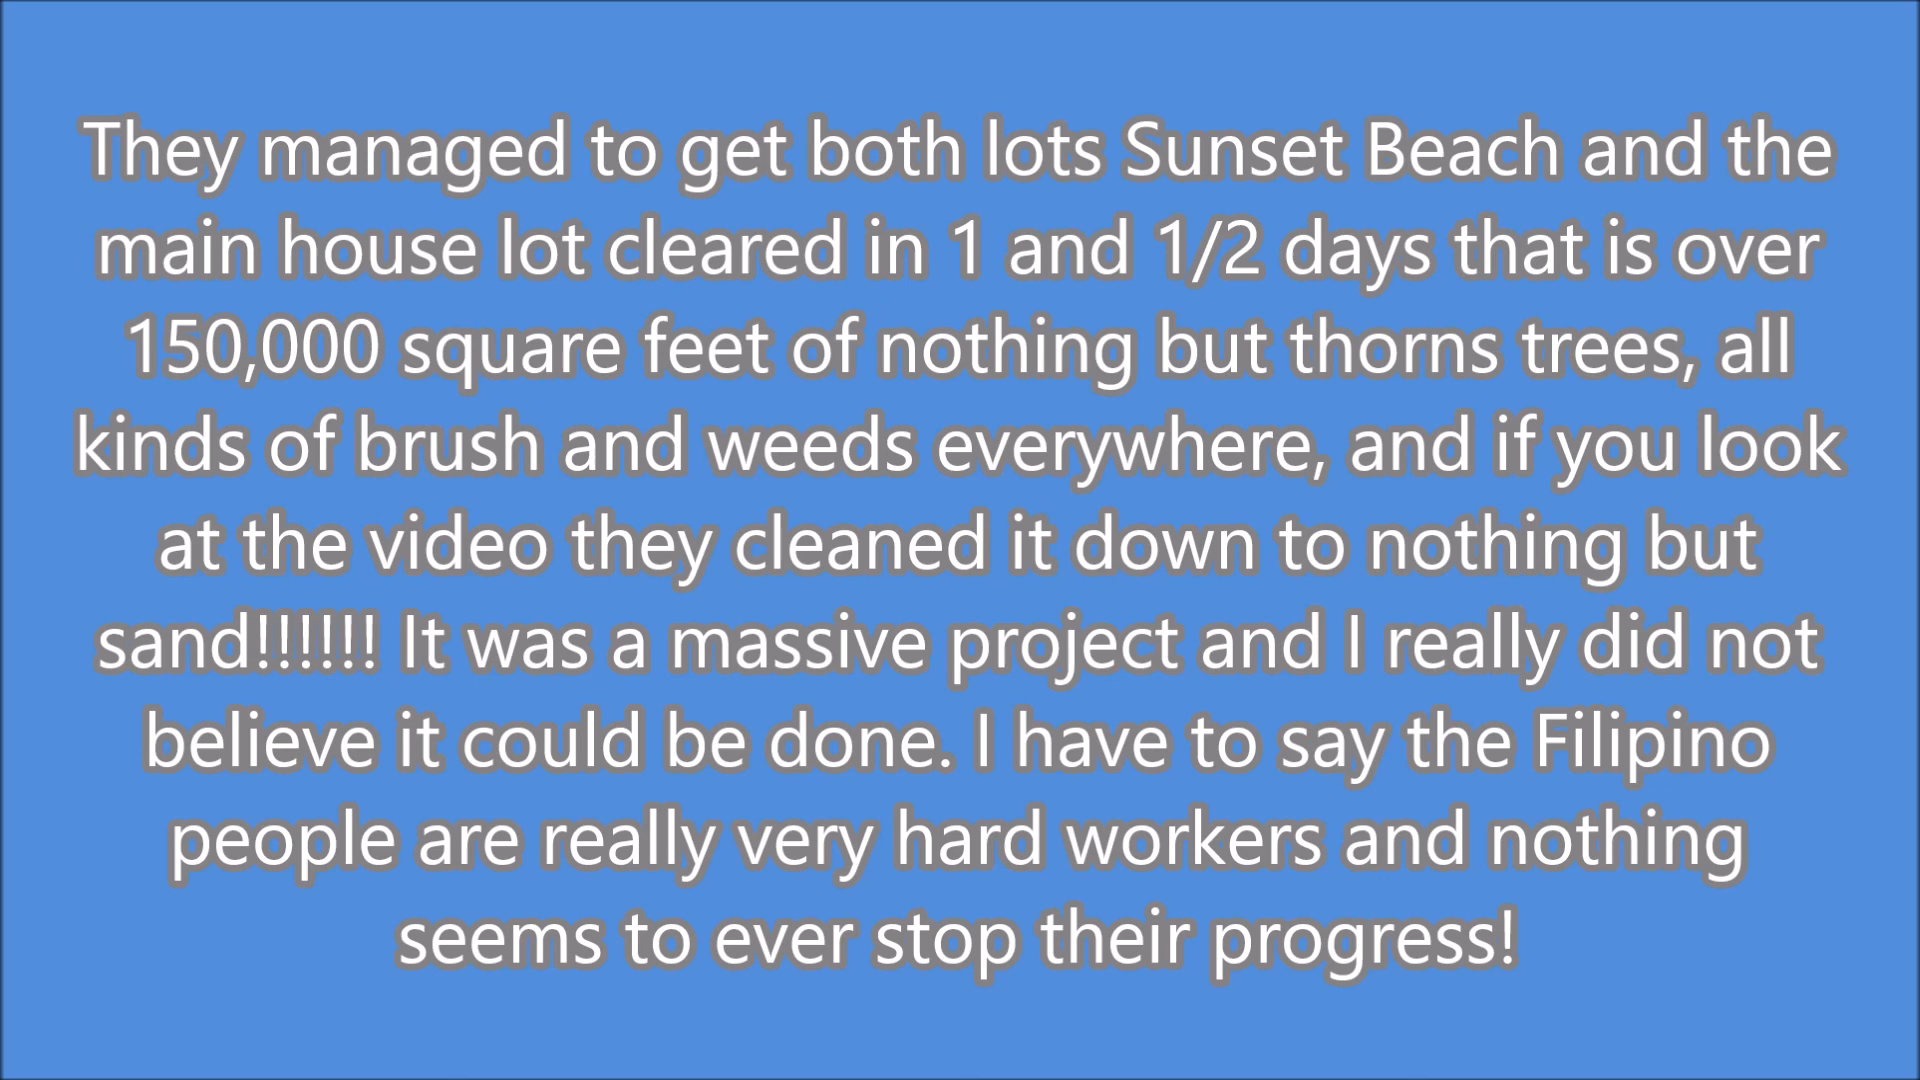 They managed to get both lots Sunset Beach and the
main house lot cleared in 1 and 1/2 days that is over
150,000 square feet of nothing but thorns trees, all
kinds of brush and weeds everywhere, and if you look
at the video they cleaned it down to nothing but
sand!!!!!! It was a massive project and I really did not
believe it could be done. I have to say the Filipino
people are really very hard workers and nothing
seems to ever stop their progress!